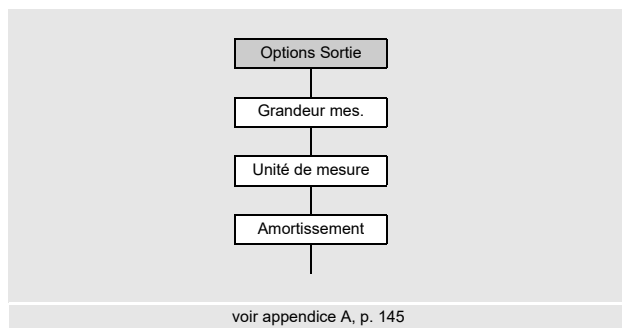 Options Sortie
Grandeur mes.
Unité de mesure
Amortissement
voir appendice A, p. 145